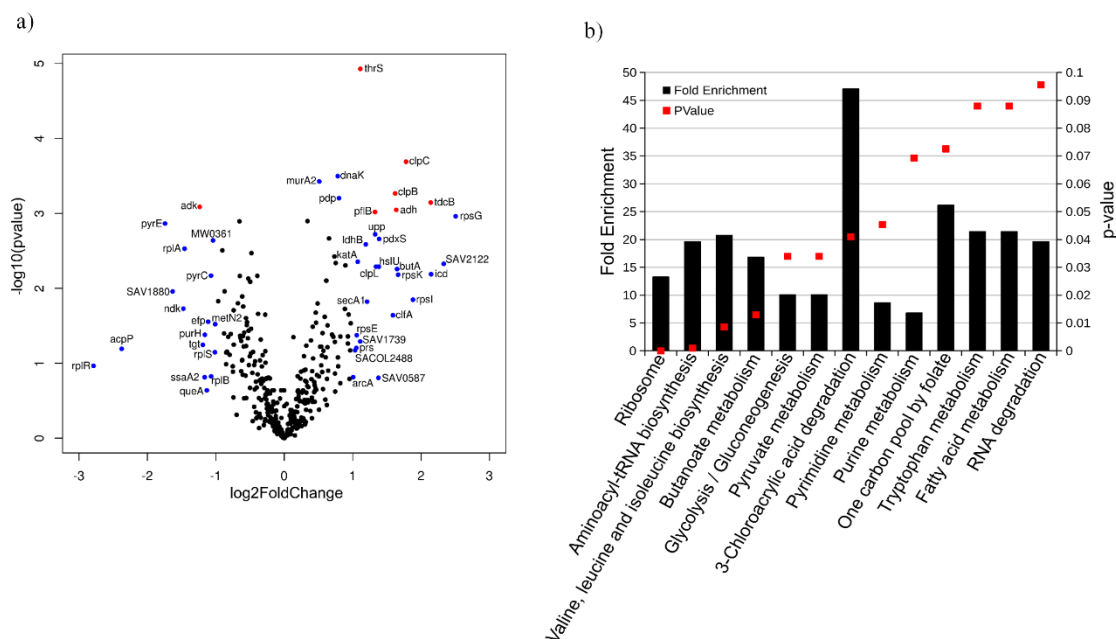 a)
5
4
3
2
1
0
-log10(pvalue)
-3
-2
-1
0
1
2
3
log2FoldChange
thrS
clpC
dnaK
murA2
clpB
pdp
tdcB
adk
pflB
adh
rpsG
pyrE
upp
MW0361
ldhB
pdxS
rplA
katA
hslU
butA
SAV2122
pyrC
clpL
rpsK
icd
SAV1880
secA1
rpsI
ndk
clfA
efp
metN2
purH
rpsE
tgt
SAV1739
acpP
prs
rplS
SACOL2488
rplR
ssaA2
rplB
arcA
SAV0587
queA
b)
Fold Enrichment
PValue
50
45
40
35
30
25
20
15
10
5
0
Fold Enrichment
0.1
0.09
0.08
0.07
0.06
0.05
0.04
0.03
0.02
0.01
0
p-value
Ribosome
Aminoacyl-tRNA biosynthesis
Valine, leucine and isoleucine biosynthesis
Butanoate metabolism
Glycolysis / Gluconeogenesis
Pyruvate metabolism
3-Chloroacrylic acid degradation
Pyrimidine metabolism
Purine metabolism
One carbon pool by folate
Tryptophan metabolism
Fatty acid metabolism
RNA degradation